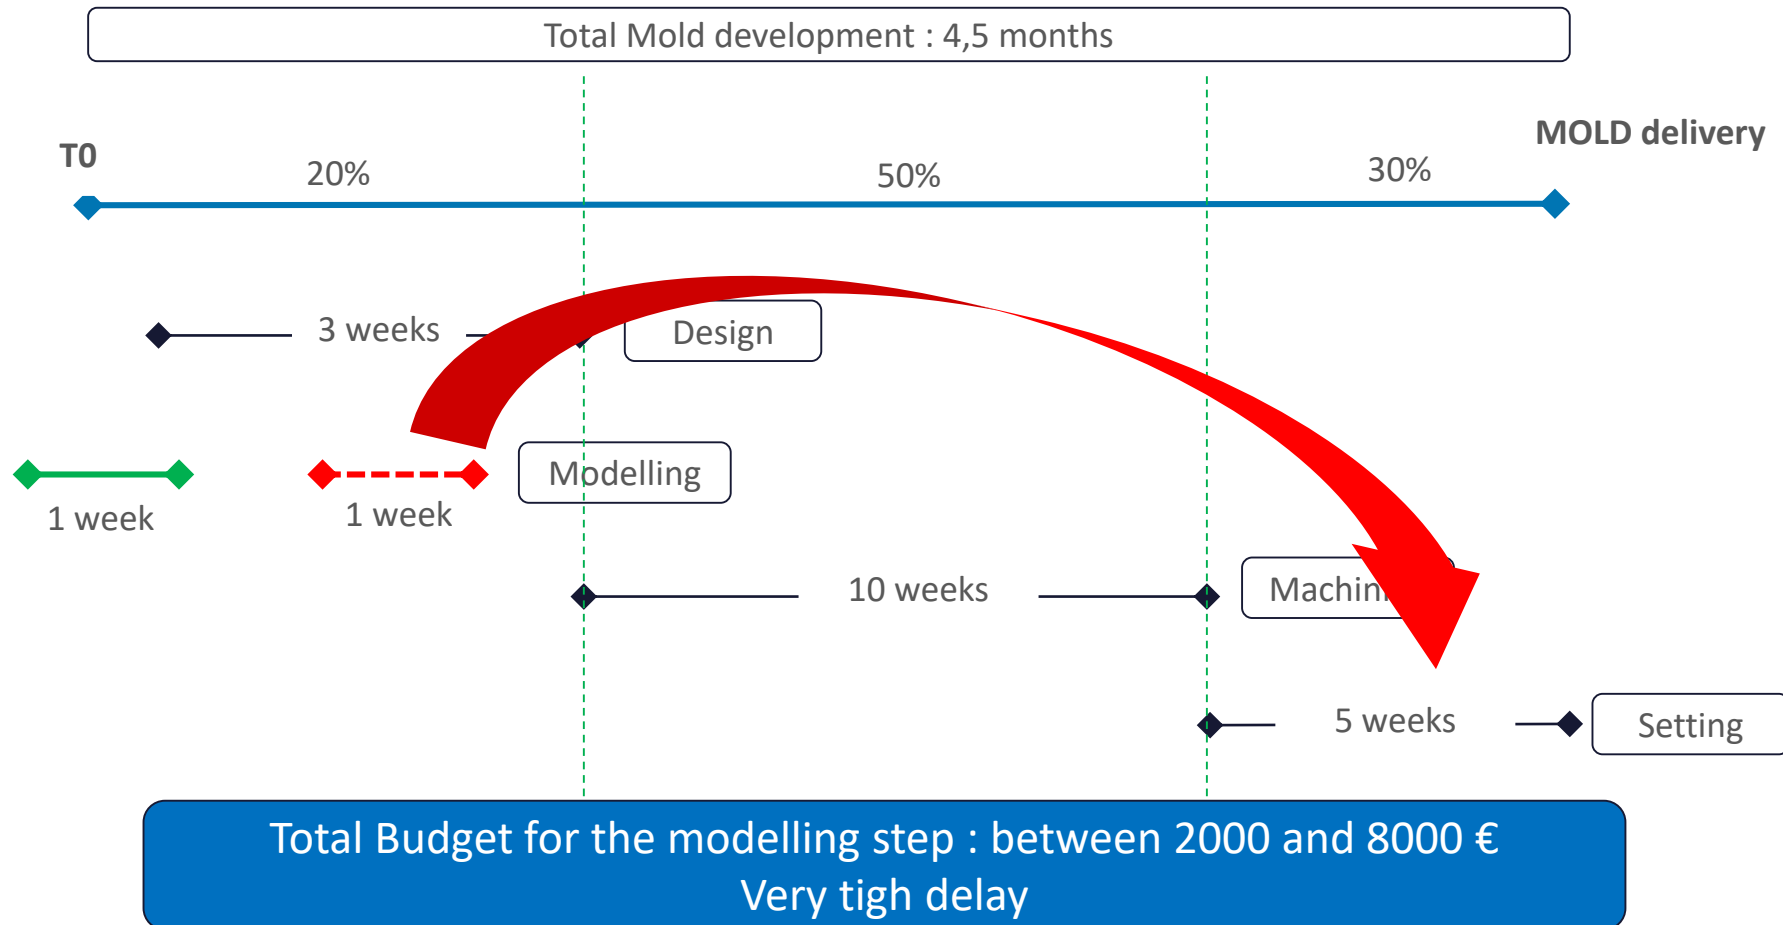 Total Mold development : 4,5 months
T0
MOLD delivery
20%
50%
30%
3 weeks
Design
Modelling
1 week
1 week
10 weeks
5 weeks
Setting
Total Budget for the modelling step : between 2000 and 8000 €
Very tigh delay